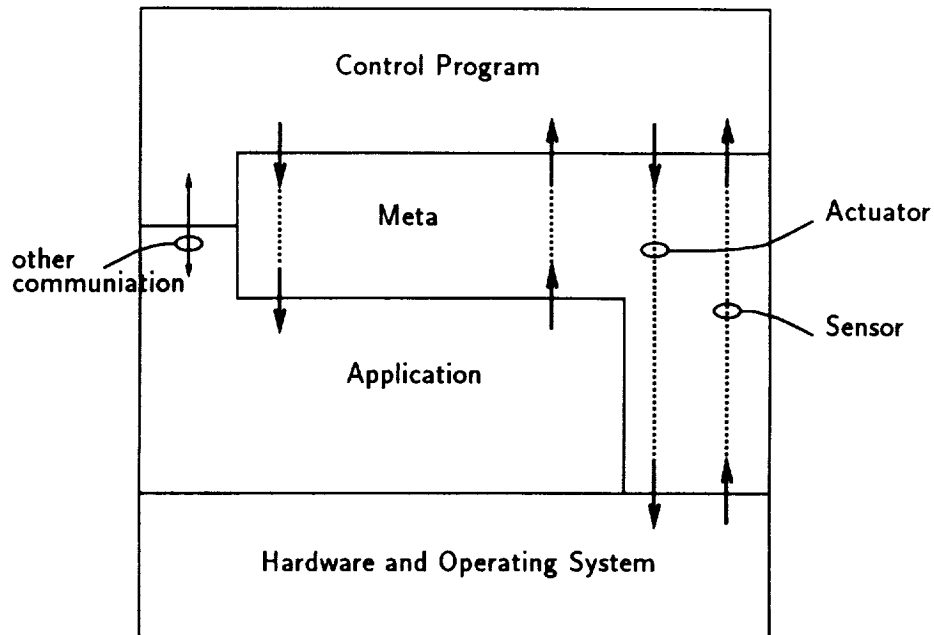 Control Program
Meta
Actuator
other
communiation
Sensor
Application
Hardware and Operating System